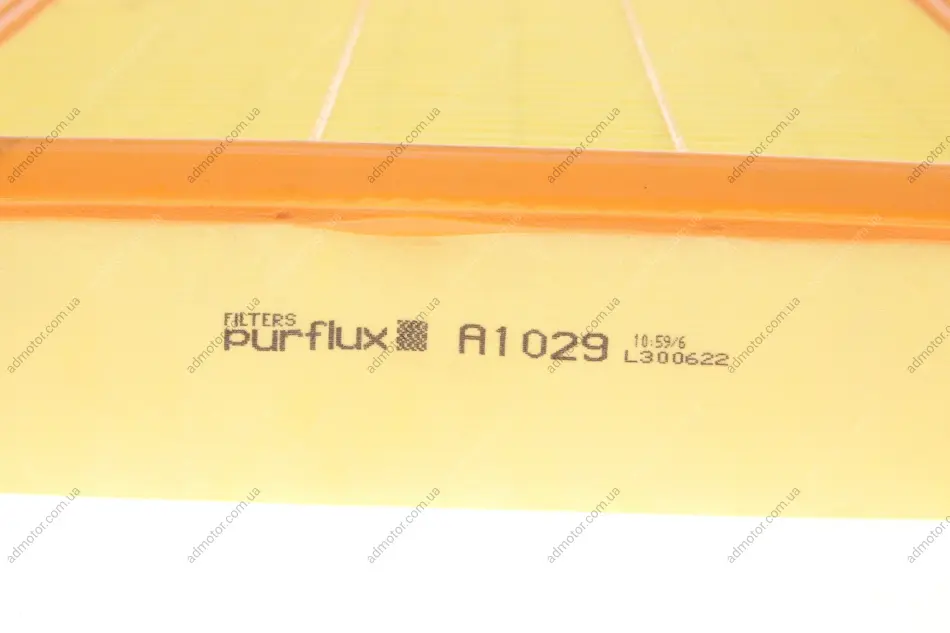 FILTERS
purflux A1029 10:59/6
L300622
admotor.com.ua